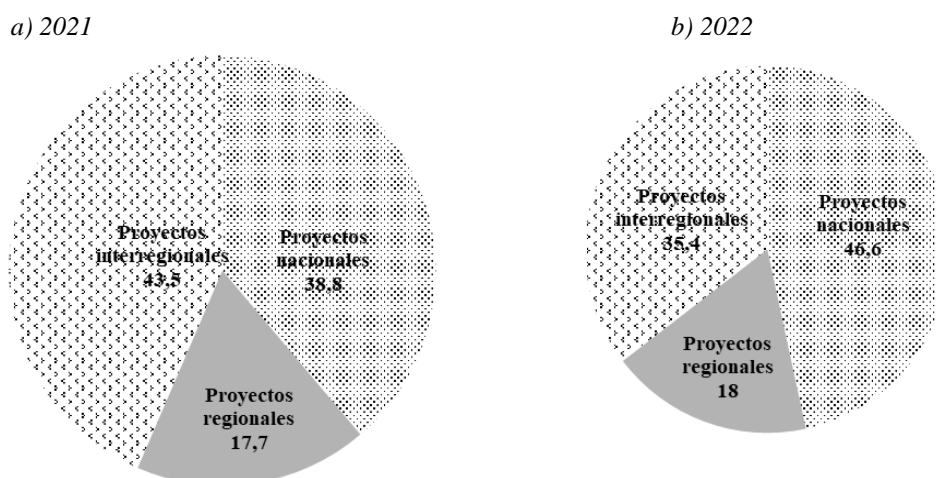 a) 2021
b) 2022
Proyectos
interregionales
43,5
Proyectos
nacionales
38,8
Proyectos
regionales
17,7
Proyectos
interregionales
35,4
Proyectos
nacionales
46,6
Proyectos
regionales
18